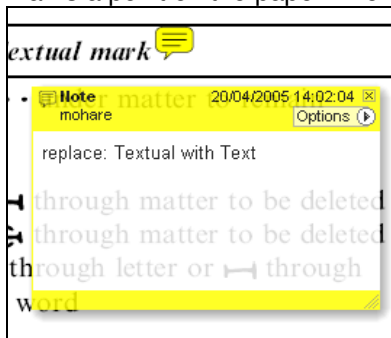 extual mark
under matter to remain
Note 20/04/2005 14:02:04
mohare Options
replace: Textual with Text
through matter to be deleted
through matter to be deleted
through letter or through
word